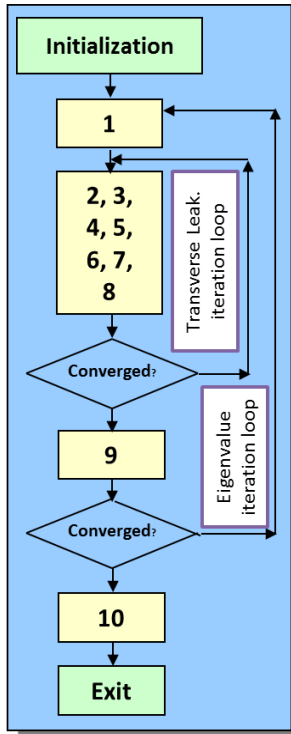 Initialization
1
2, 3,
4, 5,
6, 7,
8
Transverse Leak.
iteration loop
Converged?
9
Eigenvalue
iteration loop
Converged?
10
Exit